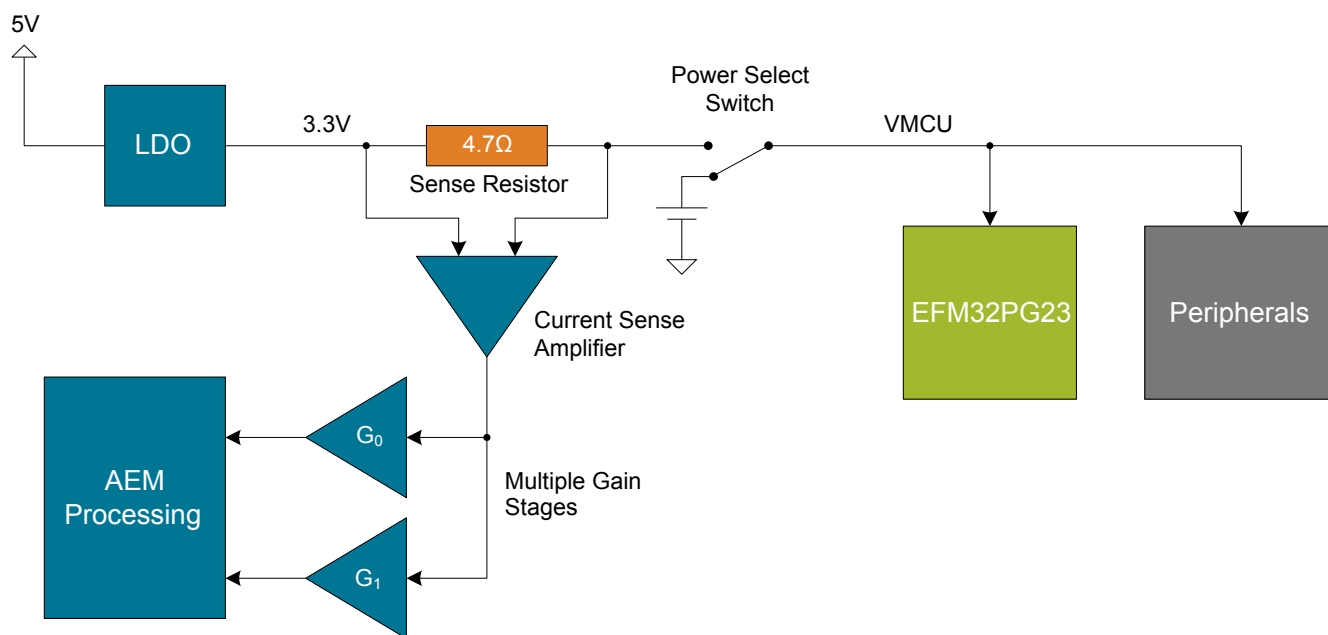 5V
LDO
3.3V
4.7Ω
Sense Resistor
Power Select
Switch
VMCU
EFM32PG23
Peripherals
Current Sense
Amplifier
AEM
Processing
G₀
G₁
Multiple Gain
Stages